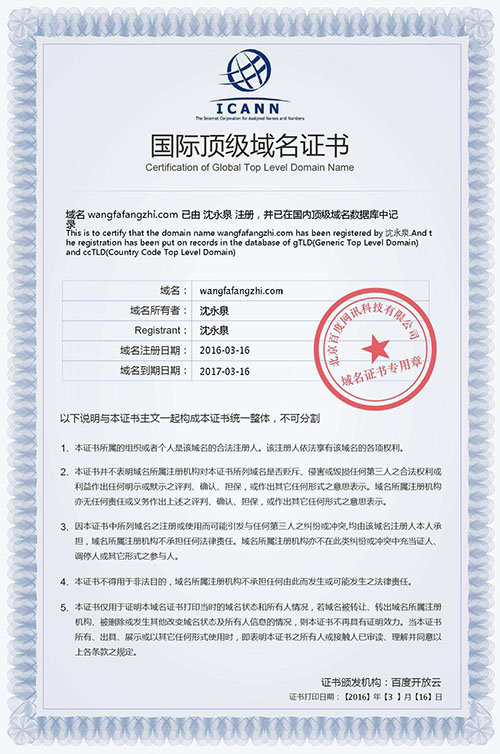 ICANN
The Internet Corporation for Assigned Names and Numbers
国际顶级域名证书
Certification of Global Top Level Domain Name
域名 wangfafangzhi.com 已由 沈永泉 注册，并已在国内顶级域名数据库中记
录
This is to certify that the domain name wangfafangzhi.com has been registered by 沈永泉.And t
he registration has been put on records in the database of gTLD(Generic Top Level Domain)
and ccTLD(Country Code Top Level Domain)
域名： wangfafangzhi.com
域名所有者： 沈永泉
Registrant： 沈永泉
域名注册日期： 2016-03-16
域名到期日期： 2017-03-16
北京百度网讯科技有限公司
域名证书专用章
以下说明与本证书主文一起构成本证书统一整体，不可分割
1、本证书所属的组织或者个人是该域名的合法注册人。该注册人依法享有该域名的各项权利。
2、本证书并不表明域名所属注册机构对本证书所列域名是否贬斥、侵害或毁损任何第三人之合法权利或
利益作出任何明示或默示之评判、确认、担保，或作出其它任何形式之意思表示。域名所属注册机构
亦无任何责任或义务作出上述之评判、确认、担保，或作出其它任何形式之意思表示。
3、因本证书中所列域名之注册或使用而可能引发与任何第三人之纠纷或冲突,均由该域名注册人本人承
担，域名所属注册机构不承担任何法律责任。域名所属注册机构亦不在此类纠纷或冲突中充当证人、
调停人或其它形式之参与人。
4、本证书不得用于非法目的，域名所属注册机构不承担任何由此而发生或可能发生之法律责任。
5、本证书仅用于证明本域名证书打印当时的域名状态和所有人情况，若域名被转让、转出域名所属注册
机构、被删除或发生其他改变域名状态及所有人信息的情况，则本证书不再具有证明效力。当本证书
所有、出具、展示或以其它任何形式使用时，即表明本证书之所有人或接触人已审读、理解并同意以
上各条款之规定。
证书颁发机构：百度开放云
证书打印日期：【2016】年【3 】月【16】日